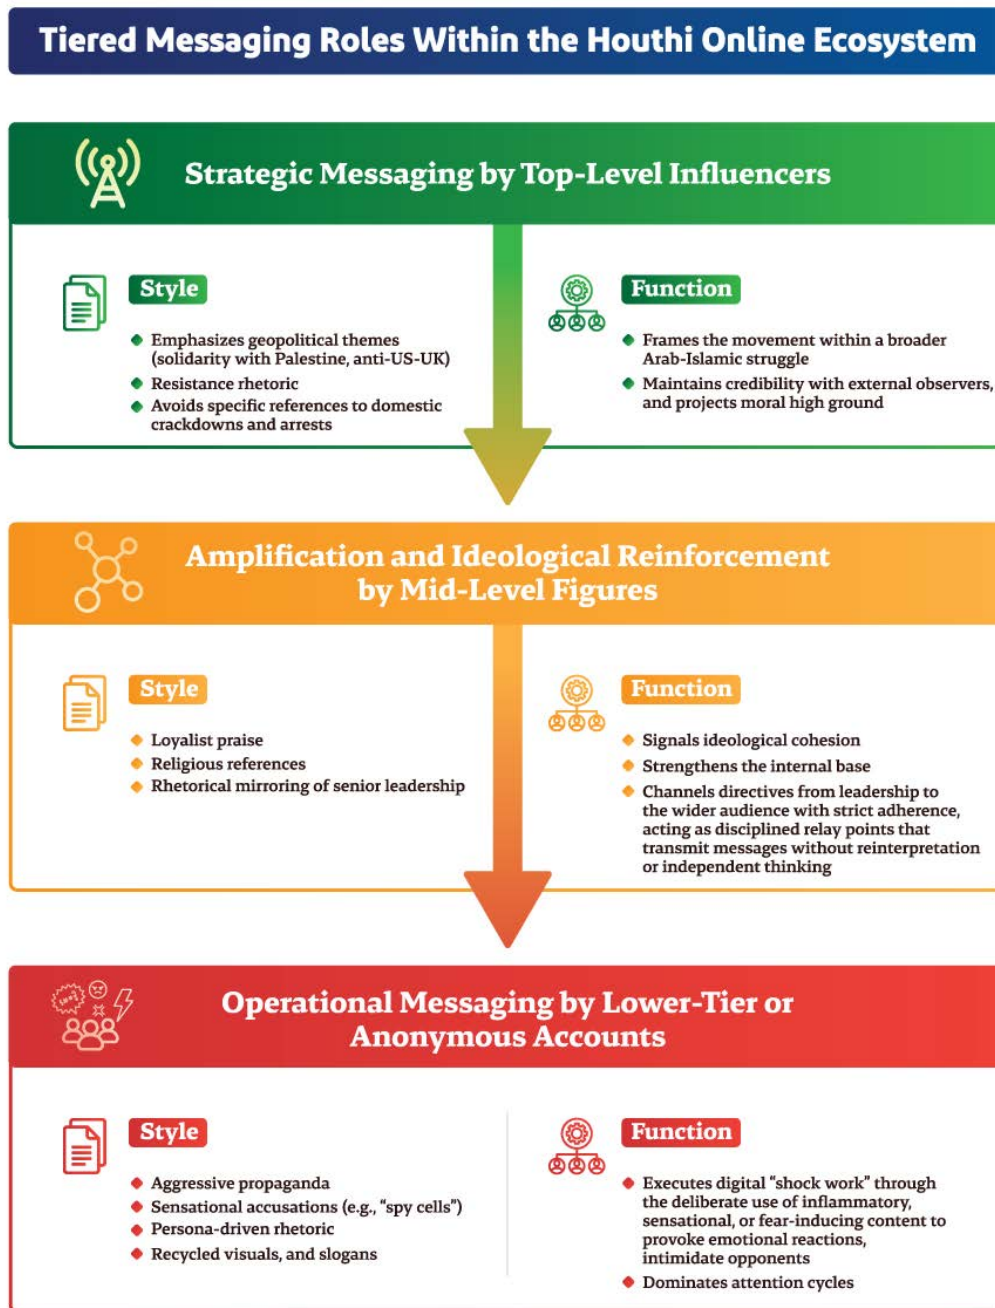 Tiered Messaging Roles Within the Houthi Online Ecosystem
Strategic Messaging by Top-Level Influencers
Style
Emphasizes geopolitical themes
(solidarity with Palestine, anti-US-UK)
Resistance rhetoric
Avoids specific references to domestic
crackdowns and arrests
Function
Frames the movement within a broader
Arab-Islamic struggle
Maintains credibility with external observers,
and projects moral high ground
Amplification and Ideological Reinforcement
by Mid-Level Figures
Style
Loyalist praise
Religious references
Rhetorical mirroring of senior leadership
Function
Signals ideological cohesion
Strengthens the internal base
Channels directives from leadership to
the wider audience with strict adherence,
acting as disciplined relay points that
transmit messages without reinterpretation
or independent thinking
Operational Messaging by Lower-Tier or
Anonymous Accounts
Style
Aggressive propaganda
Sensational accusations (e.g., “spy cells”)
Persona-driven rhetoric
Recycled visuals, and slogans
Function
Executes digital “shock work” through
the deliberate use of inflammatory,
sensational, or fear-inducing content to
provoke emotional reactions,
intimidate opponents
Dominates attention cycles